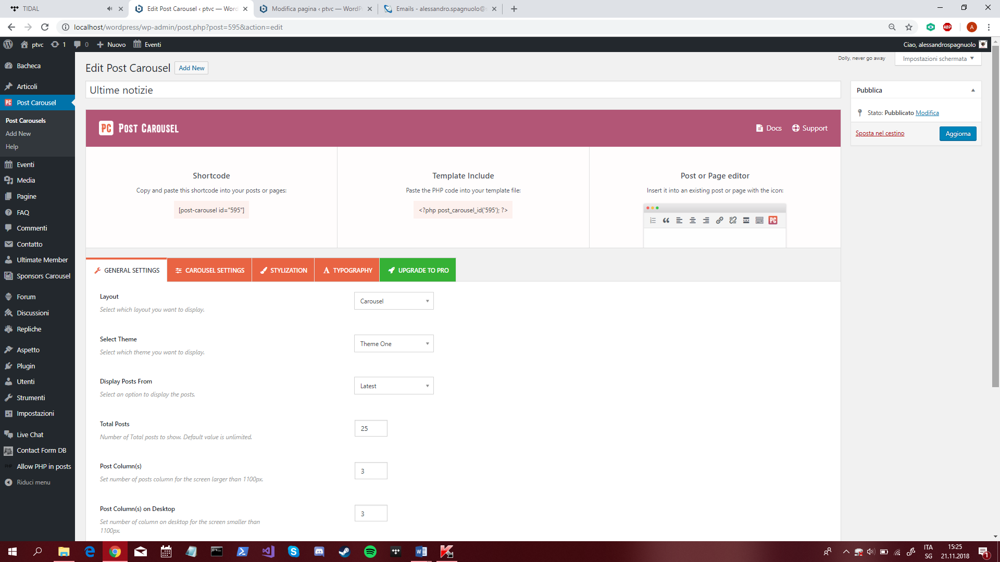 TIDAL
Edit Post Carousel ‹ ptvc — Word
Modifica pagina ‹ ptvc — WordP
Emails - alessandro.spagnuolo@
localhost/wordpress/wp-admin/post.php?post=595&action=edit
ABP
A
ptvc
1
0
Nuovo
Eventi
Ciao, alessandrospagnuolo
Bacheca
Articoli
PC Post Carousel
Post Carousels
Add New
Help
Eventi
Media
Pagine
FAQ
Commenti
Contatto
Ultimate Member
Sponsors Carousel
Forum
Discussioni
Repliche
Aspetto
Plugin
Utenti
Strumenti
Impostazioni
Live Chat
Contact Form DB
PHP Allow PHP in posts
Riduci menu
Dolly, never go away
Impostazioni schermata
Edit Post Carousel
Add New
Ultime notizie
PC POST CAROUSEL
Docs
Support
Shortcode
Copy and paste this shortcode into your posts or pages:
[post-carousel id="595"]
Template Include
Paste the PHP code into your template file:
<?php post_carousel_id('595'); ?>
Post or Page editor
Insert it into an existing post or page with the icon:
PC
GENERAL SETTINGS
CAROUSEL SETTINGS
STYLIZATION
A TYPOGRAPHY
UPGRADE TO PRO
Layout
Select which layout you want to display.
Carousel
Select Theme
Select which theme you want to display.
Theme One
Display Posts From
Select an option to display the posts.
Latest
Total Posts
Number of Total posts to show. Default value is unlimited.
25
Post Column(s)
Set number of posts column for the screen larger than 1100px.
3
Post Column(s) on Desktop
Set number of column on desktop for the screen smaller than
1100px.
3
Pubblica
Stato: Pubblicato Modifica
Sposta nel cestino
Aggiorna
ITA
SG
15:25
21.11.2018
1